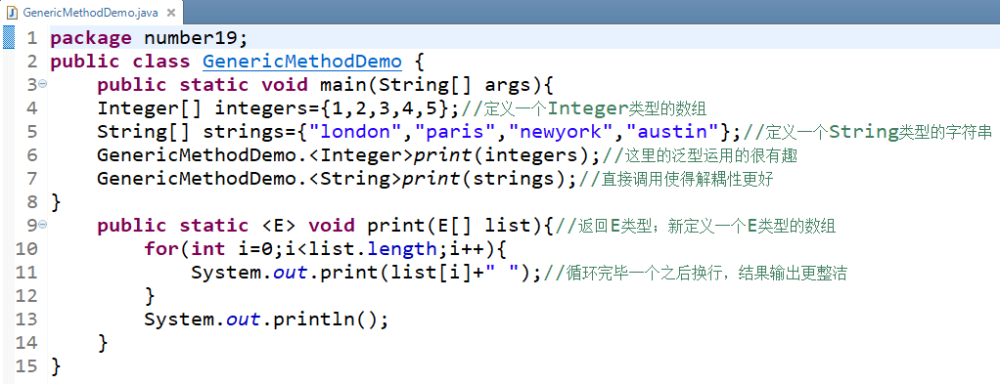 GenericMethodDemo.java
1 package number19;
2 public class GenericMethodDemo {
3 public static void main(String[] args){
4 Integer[] integers={1,2,3,4,5};//定义一个Integer类型的数组
5 String[] strings={"london","paris","newyork","austin"};//定义一个String类型的字符串
6 GenericMethodDemo.<Integer>print(integers);//这里的泛型运用的很有趣
7 GenericMethodDemo.<String>print(strings);//直接调用使得解耦性更好
8 }
9 public static <E> void print(E[] list){//返回E类型；新定义一个E类型的数组
10 for(int i=0;i<list.length;i++){
11 System.out.print(list[i]+" ");//循环完毕一个之后换行，结果输出更整洁
12 }
13 System.out.println();
14 }
15 }